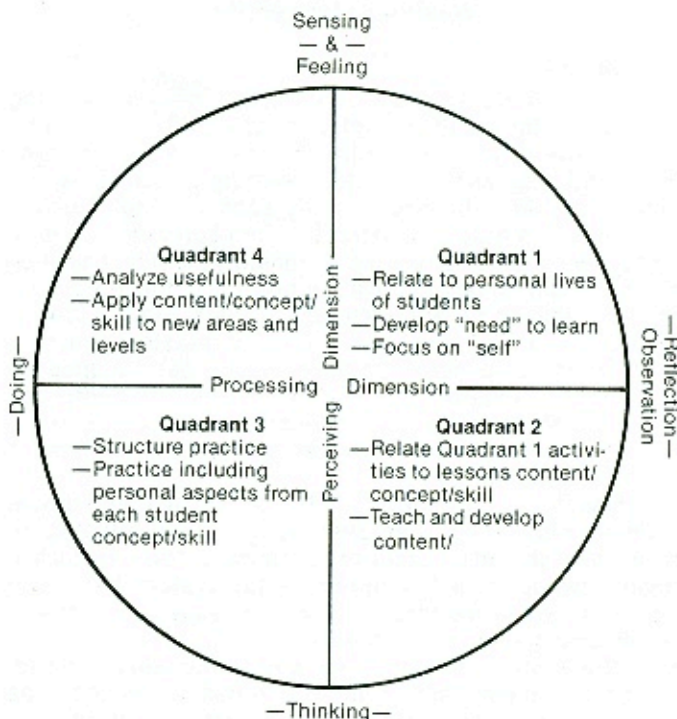 Sensing
— & —
Feeling
Quadrant 4
—Analyze usefulness
—Apply content/concept/
skill to new areas and
levels
Quadrant 1
—Relate to personal lives
of students
—Develop “need” to learn
—Focus on “self”
—Doing—
Processing
Dimension
Dimension
Perceiving
—Reflection—
Observation
Quadrant 3
—Structure practice
—Practice including
personal aspects from
each student
concept/skill
Quadrant 2
—Relate Quadrant 1 activi-
ties to lessons content/
concept/skill
—Teach and develop
content/
—Thinking—